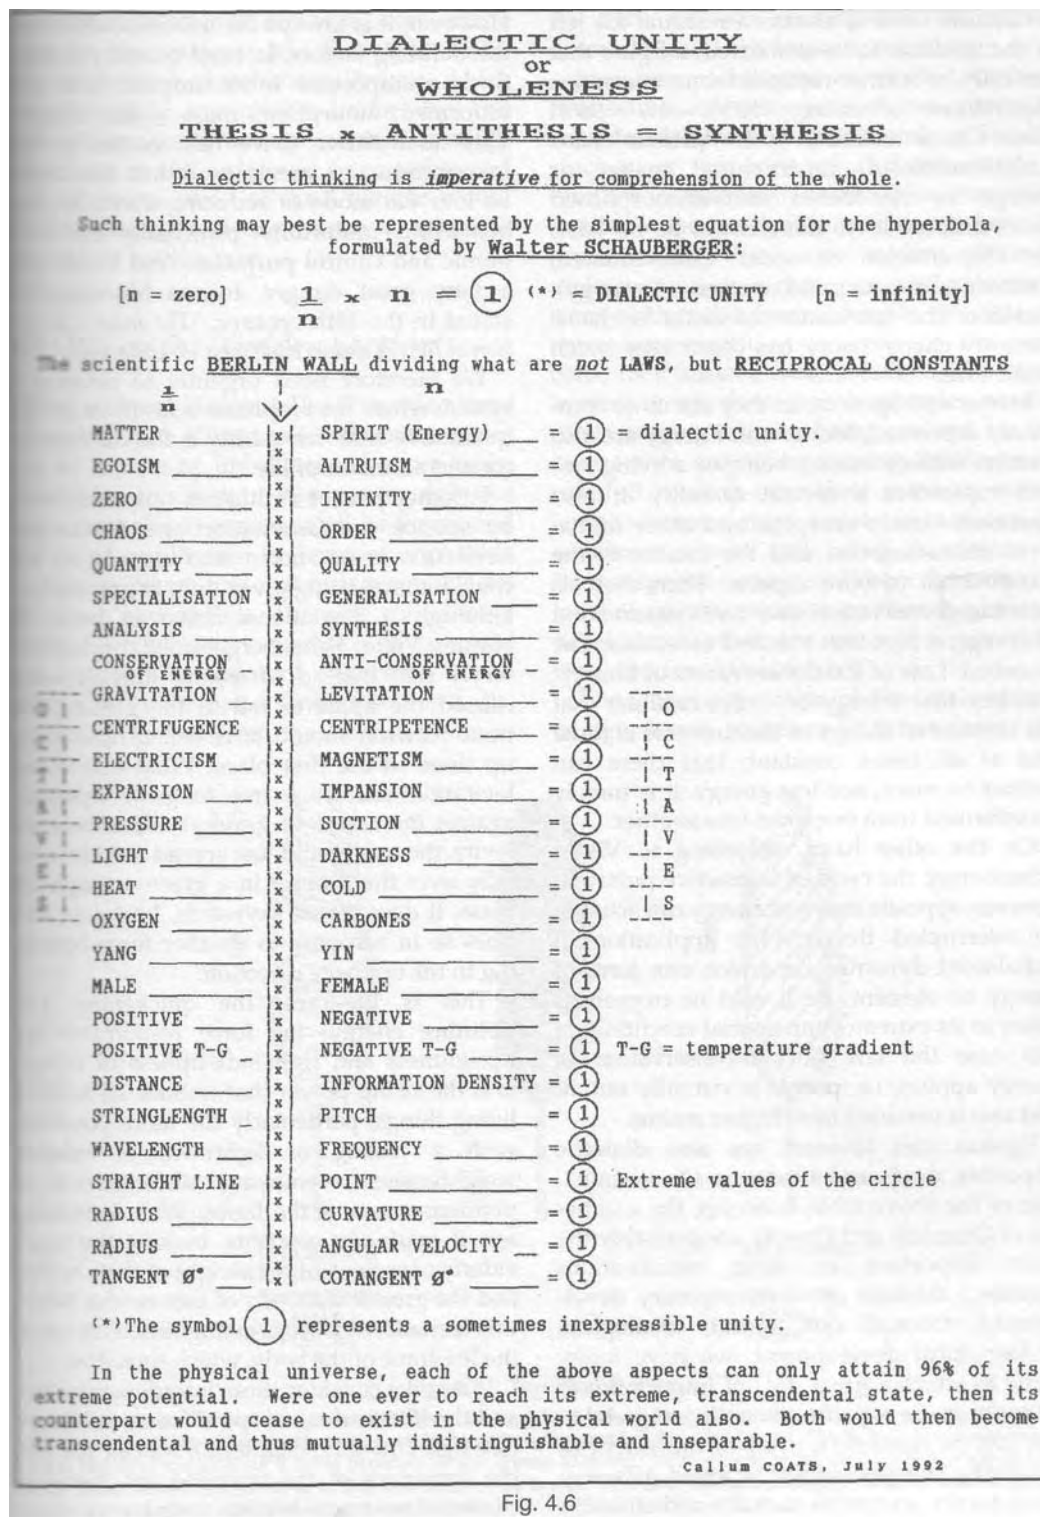 DIALECTIC UNITY
or
WHOLENESS
THESIS x ANTITHESIS = SYNTHESIS
Dialectic thinking is imperative for comprehension of the whole.
Such thinking may best be represented by the simplest equation for the hyperbola,
formulated by Walter SCHAUBERGER:
[n = zero] 1/n x n = 1 (*) = DIALECTIC UNITY [n = infinity]
The scientific BERLIN WALL dividing what are not LAWS, but RECIPROCAL CONSTANTS
1/n n
MATTER x SPIRIT (Energy) = 1 = dialectic unity.
EGOISM x ALTRUISM = 1
ZERO x INFINITY = 1
CHAOS x ORDER = 1
QUANTITY x QUALITY = 1
SPECIALISATION x GENERALISATION = 1
ANALYSIS x SYNTHESIS = 1
CONSERVATION OF ENERGY x ANTI-CONSERVATION OF ENERGY = 1
GRAVITATION x LEVITATION = 1
CENTRIFUGENCE x CENTRIPETENCE = 1
ELECTRICISM x MAGNETISM = 1
EXPANSION x IMPANSION = 1
PRESSURE x SUCTION = 1
LIGHT x DARKNESS = 1
HEAT x COLD = 1
OXYGEN x CARBONES = 1
OCTAVES
OCTAVES
YANG x YIN = 1
MALE x FEMALE = 1
POSITIVE x NEGATIVE = 1
POSITIVE T-G x NEGATIVE T-G = 1 T-G = temperature gradient
DISTANCE x INFORMATION DENSITY = 1
STRINGLENGTH x PITCH = 1
WAVELENGTH x FREQUENCY = 1
STRAIGHT LINE x POINT = 1 Extreme values of the circle
RADIUS x CURVATURE = 1
RADIUS x ANGULAR VELOCITY = 1
TANGENT Ø° x COTANGENT Ø° = 1
(*)The symbol 1 represents a sometimes inexpressible unity.
In the physical universe, each of the above aspects can only attain 96% of its
extreme potential. Were one ever to reach its extreme, transcendental state, then its
counterpart would cease to exist in the physical world also. Both would then become
transcendental and thus mutually indistinguishable and inseparable.
Callum COATS, July 1992
Fig. 4.6